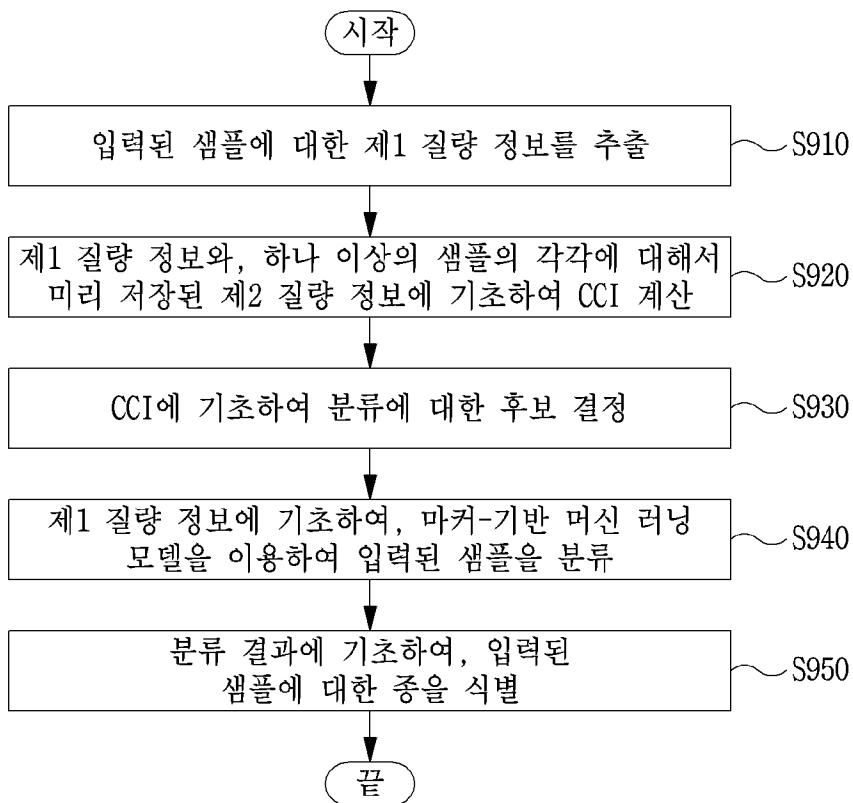 시작
입력된 샘플에 대한 제1 질량 정보를 추출
S910
제1 질량 정보와, 하나 이상의 샘플의 각각에 대해서
미리 저장된 제2 질량 정보에 기초하여 CCI 계산
S920
CCI에 기초하여 분류에 대한 후보 결정
S930
제1 질량 정보에 기초하여, 마커-기반 머신 러닝
모델을 이용하여 입력된 샘플을 분류
S940
분류 결과에 기초하여, 입력된
샘플에 대한 종을 식별
S950
끝